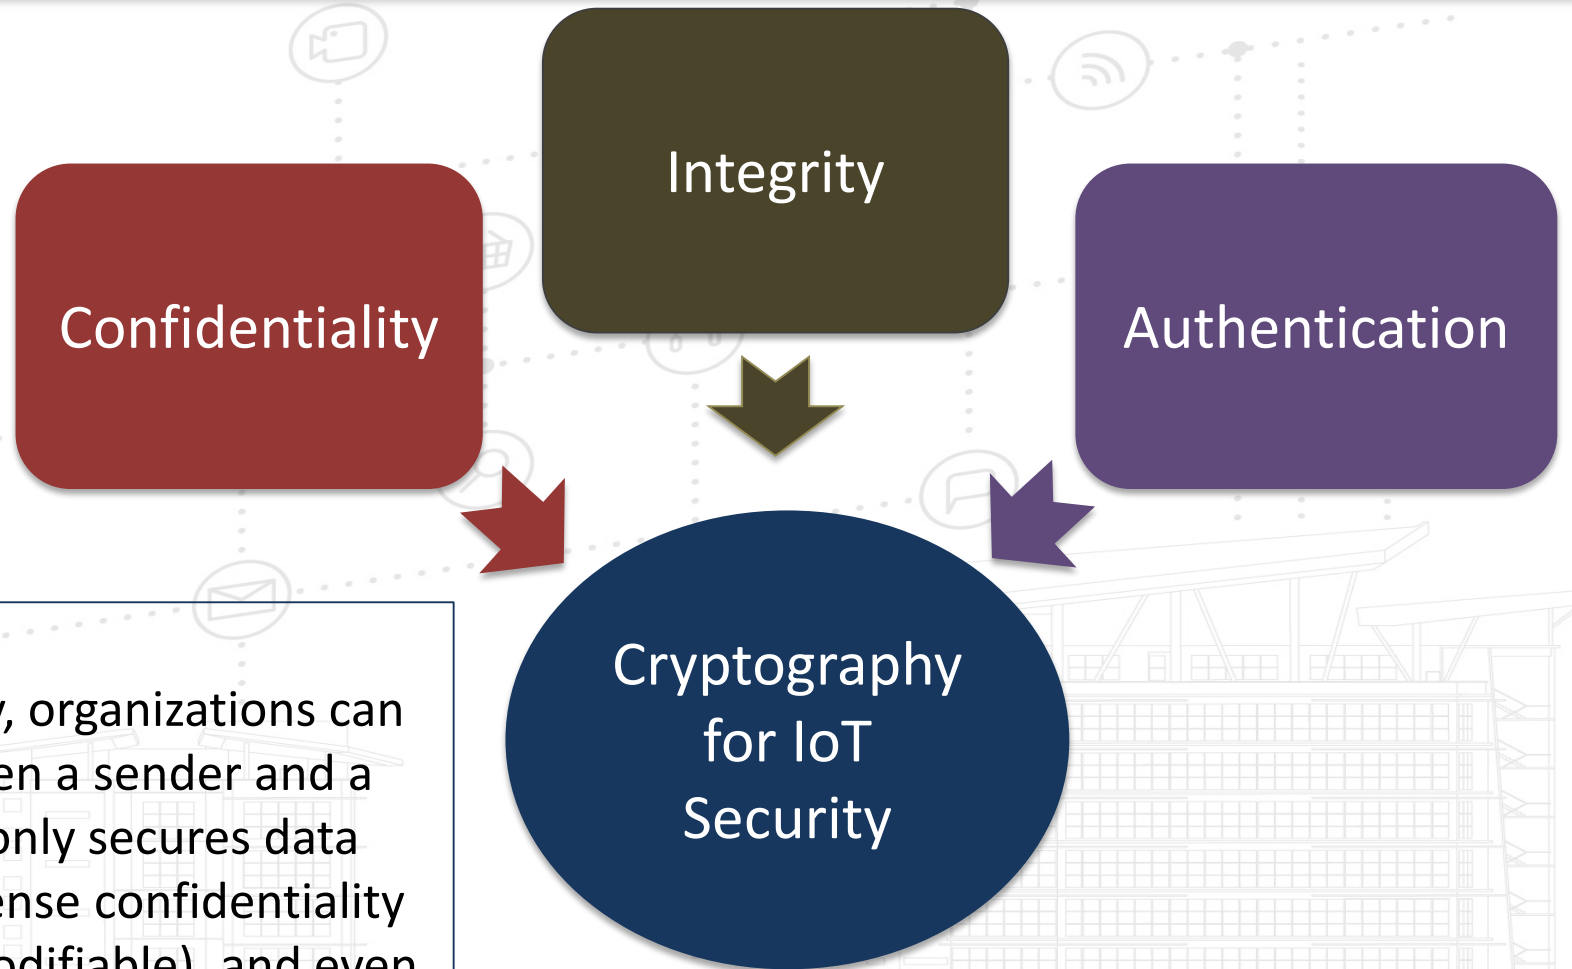 Integrity
Confidentiality
Authentication
Cryptography
for IoT
Security
, organizations can
en a sender and a
only secures data
ense confidentiality
odifiable), and even